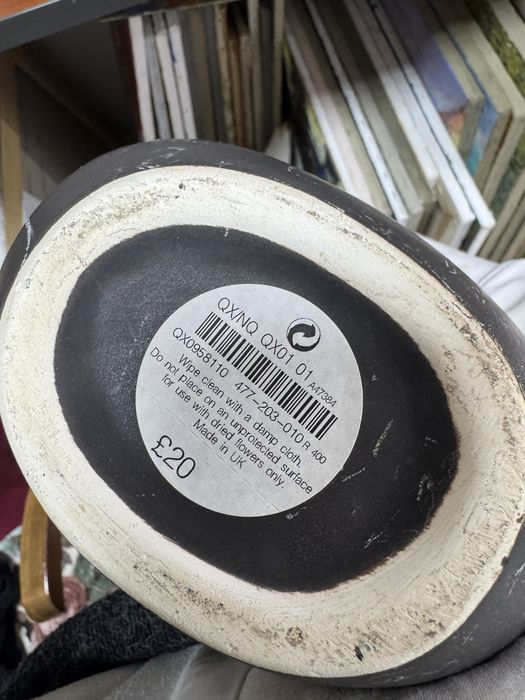 QX/NQ QX01 01
A47384
QX0958110 477-203-010 R 400
Wipe clean with a damp cloth.
Do not place on an unprotected surface
for use with dried flowers only.
Made in UK
£20